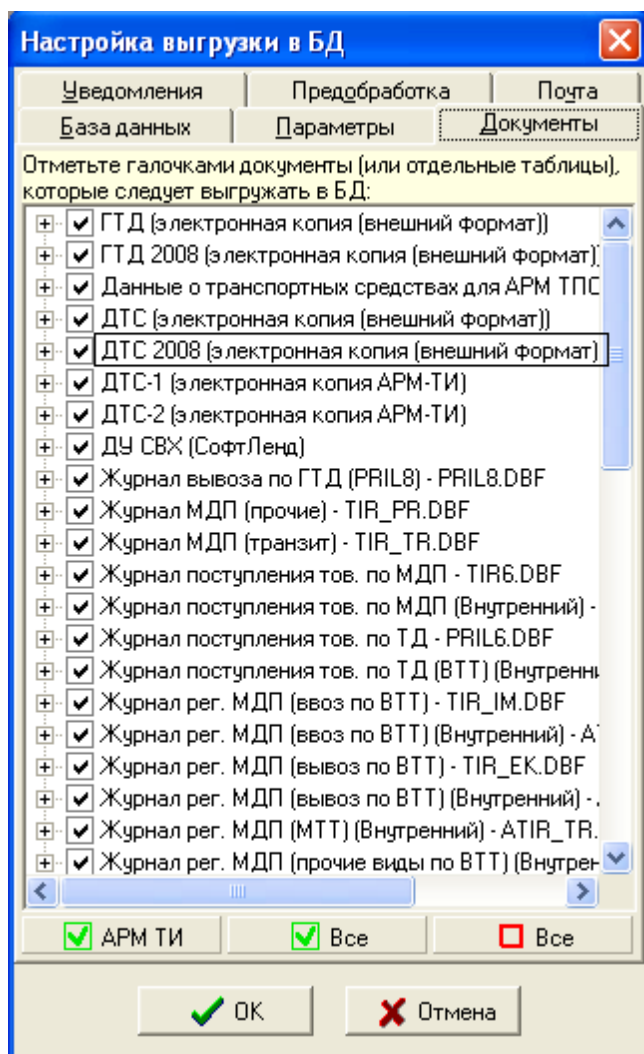 Настройка выгрузки в БД
Уведомления Предобработка Почта
База данных Параметры Документы
Отметьте галочками документы (или отдельные таблицы),
которые следует выгружать в БД:
ГТД (электронная копия (внешний формат))
ГТД 2008 (электронная копия (внешний формат)
Данные о транспортных средствах для АРМ ТПС
ДТС (электронная копия (внешний формат))
ДТС 2008 (электронная копия (внешний формат)
ДТС-1 (электронная копия АРМ-ТИ)
ДТС-2 (электронная копия АРМ-ТИ)
ДУ СВХ (СофтЛенд)
Журнал вывоза по ГТД (PRIL8) - PRIL8.DBF
Журнал МДП (прочие) - TIR_PR.DBF
Журнал МДП (транзит) - TIR_TR.DBF
Журнал поступления тов. по МДП - TIR6.DBF
Журнал поступления тов. по МДП (Внутренний) -
Журнал поступления тов. по ТД - PRIL6.DBF
Журнал поступления тов. по ТД (ВТТ) (Внутренн
Журнал рег. МДП (ввоз по ВТТ) - TIR_IM.DBF
Журнал рег. МДП (ввоз по ВТТ) (Внутренний) -
Журнал рег. МДП (вывоз по ВТТ) - TIR_EK.DBF
Журнал рег. МДП (вывоз по ВТТ) (Внутренний) -
Журнал рег. МДП (МТТ) (Внутренний) - ATIR_TR.
Журнал рег. МДП (прочие виды по ВТТ) (Внутрен
АРМ ТИ Все Все
OK Отмена